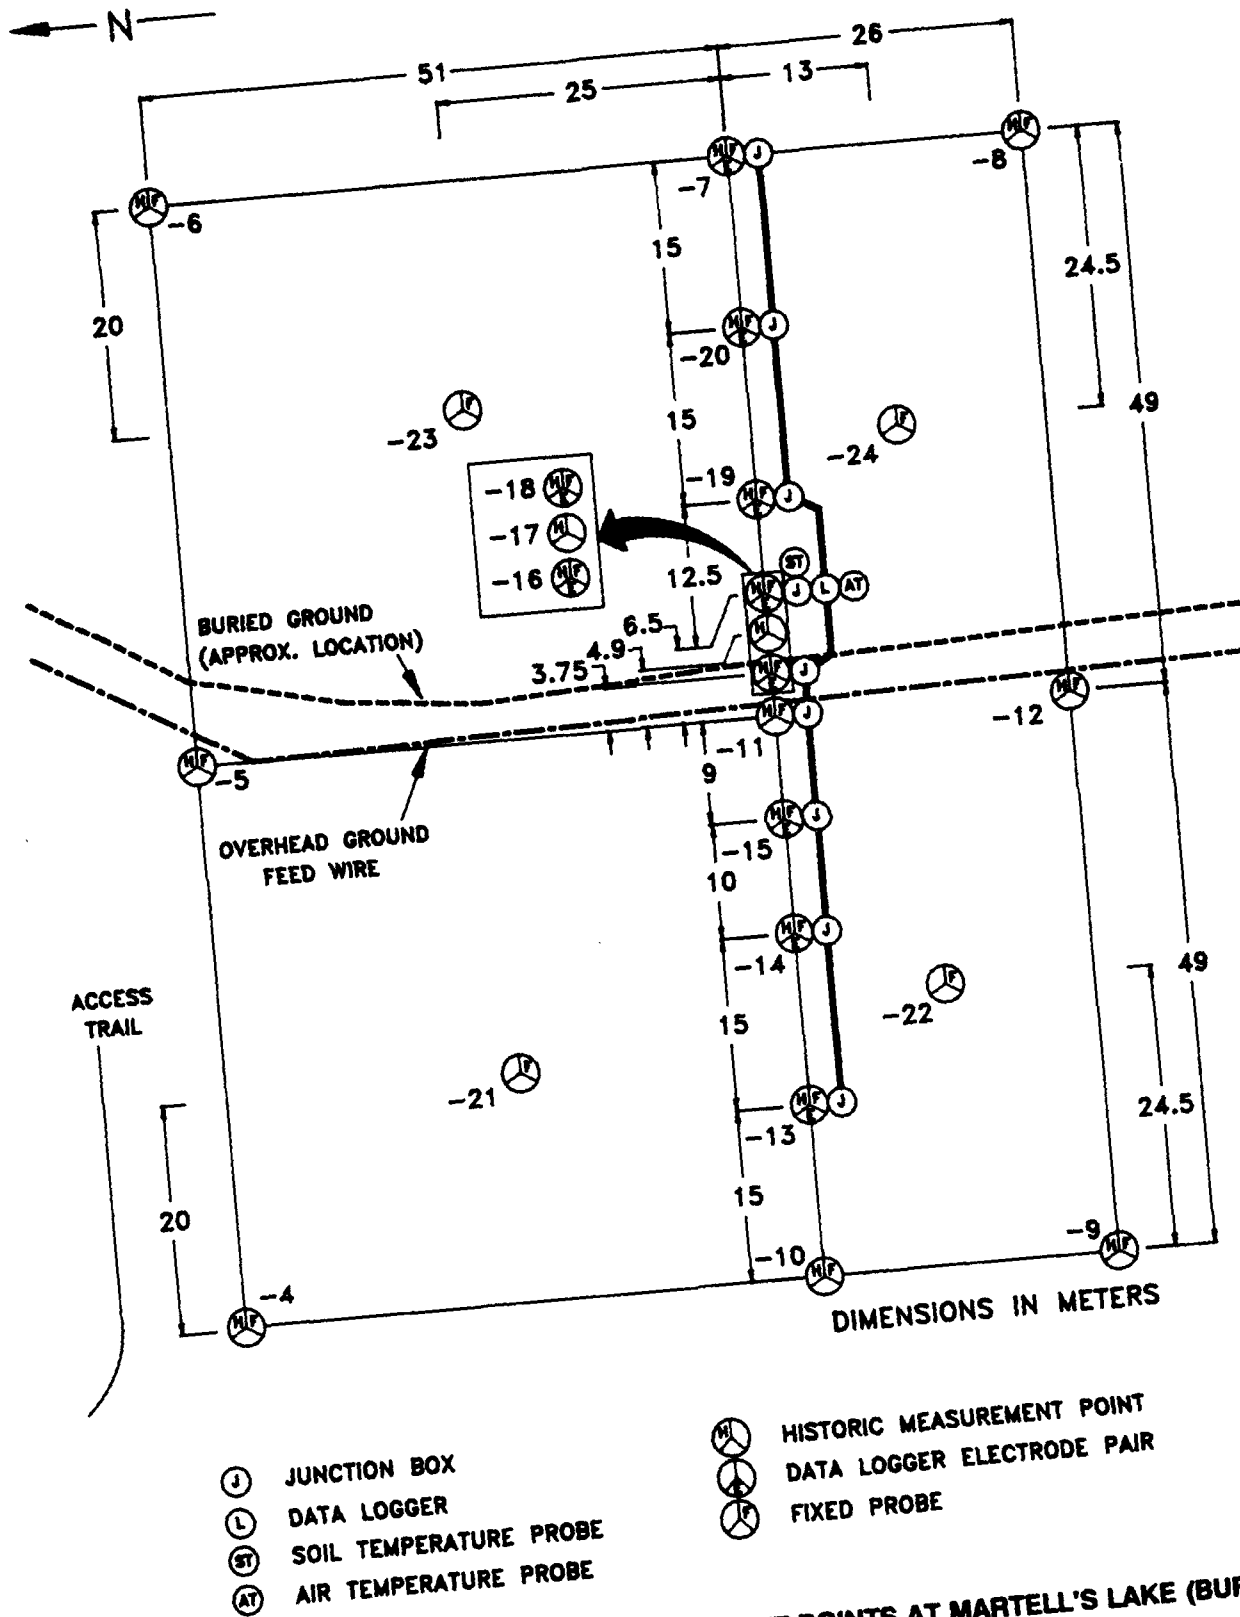 N
26
51
13
25
-8
-7
-6
15
24.5
20
-20
49
15
-23
-24
-19
-18
-17
-16
ST
J
L
AT
12.5
BURIED GROUND
(APPROX. LOCATION)
6.5
4.9
3.75
-12
-11
-5
9
OVERHEAD GROUND
FEED WIRE
-15
10
-14
49
ACCESS
TRAIL
-22
15
-21
24.5
-13
15
20
-10
-9
-4
DIMENSIONS IN METERS
H HISTORIC MEASUREMENT POINT
J JUNCTION BOX
E DATA LOGGER ELECTRODE PAIR
L DATA LOGGER
F FIXED PROBE
ST SOIL TEMPERATURE PROBE
AT AIR TEMPERATURE PROBE
POINTS AT MARTELL'S LAKE (BUR